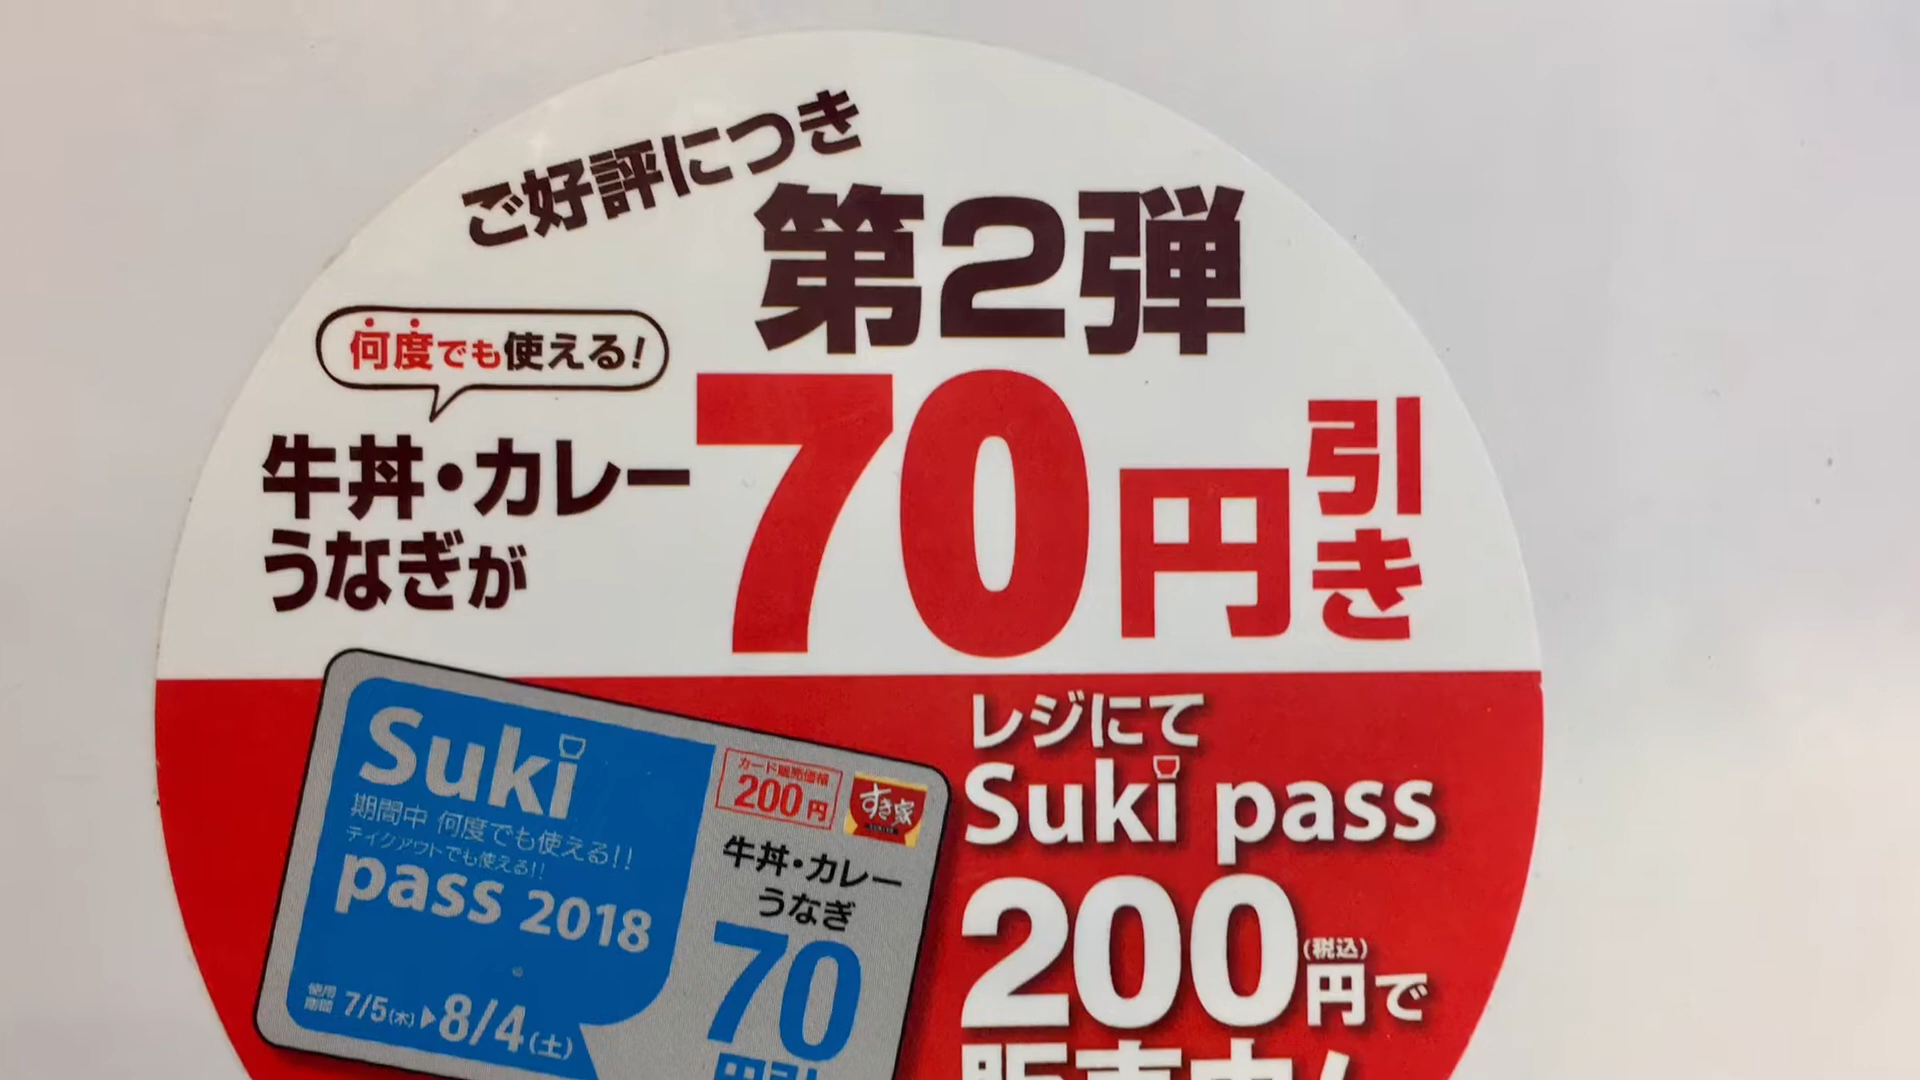 ご好評につき
第2弾
何度でも使える!
牛丼・カレー
うなぎが
70円引き
Suki
期間中 何度でも使える!!
テイクアウトでも使える!!
pass 2018
使用期間 7/5(木)▶8/4(土)
カード販売価格
200円
すき家
牛丼・カレー
うなぎ
70
円引
レジにて
Suki pass
200円(税込)で
販売中!